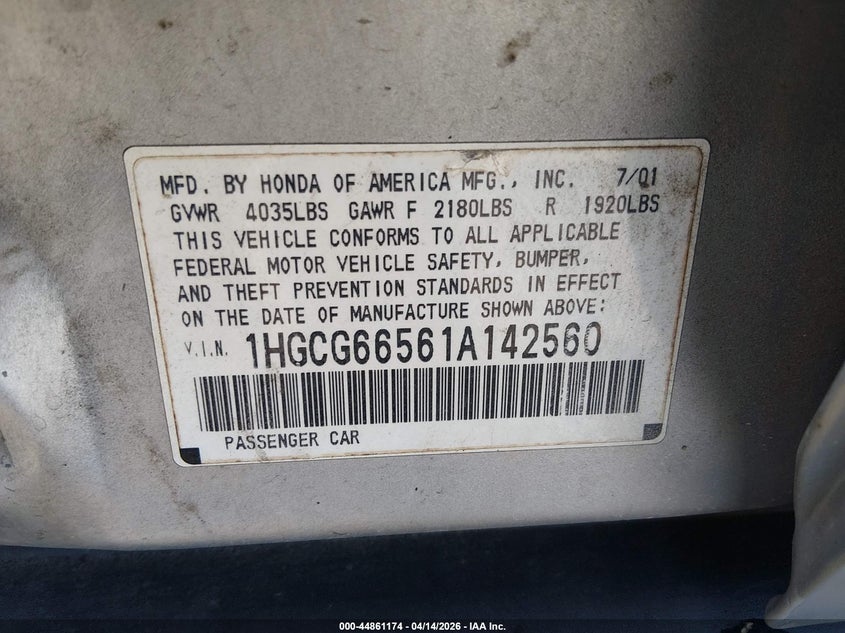 MFD. BY HONDA OF AMERICA MFG., INC. 7/01
GVWR 4035LBS GAWR F 2180LBS R 1920LBS
THIS VEHICLE CONFORMS TO ALL APPLICABLE
FEDERAL MOTOR VEHICLE SAFETY, BUMPER,
AND THEFT PREVENTION STANDARDS IN EFFECT
ON THE DATE OF MANUFACTURE SHOWN ABOVE:
V.I.N. 1HGCG66561A142560
PASSENGER CAR
000-44861174 - 04/14/2026 - IAA Inc.